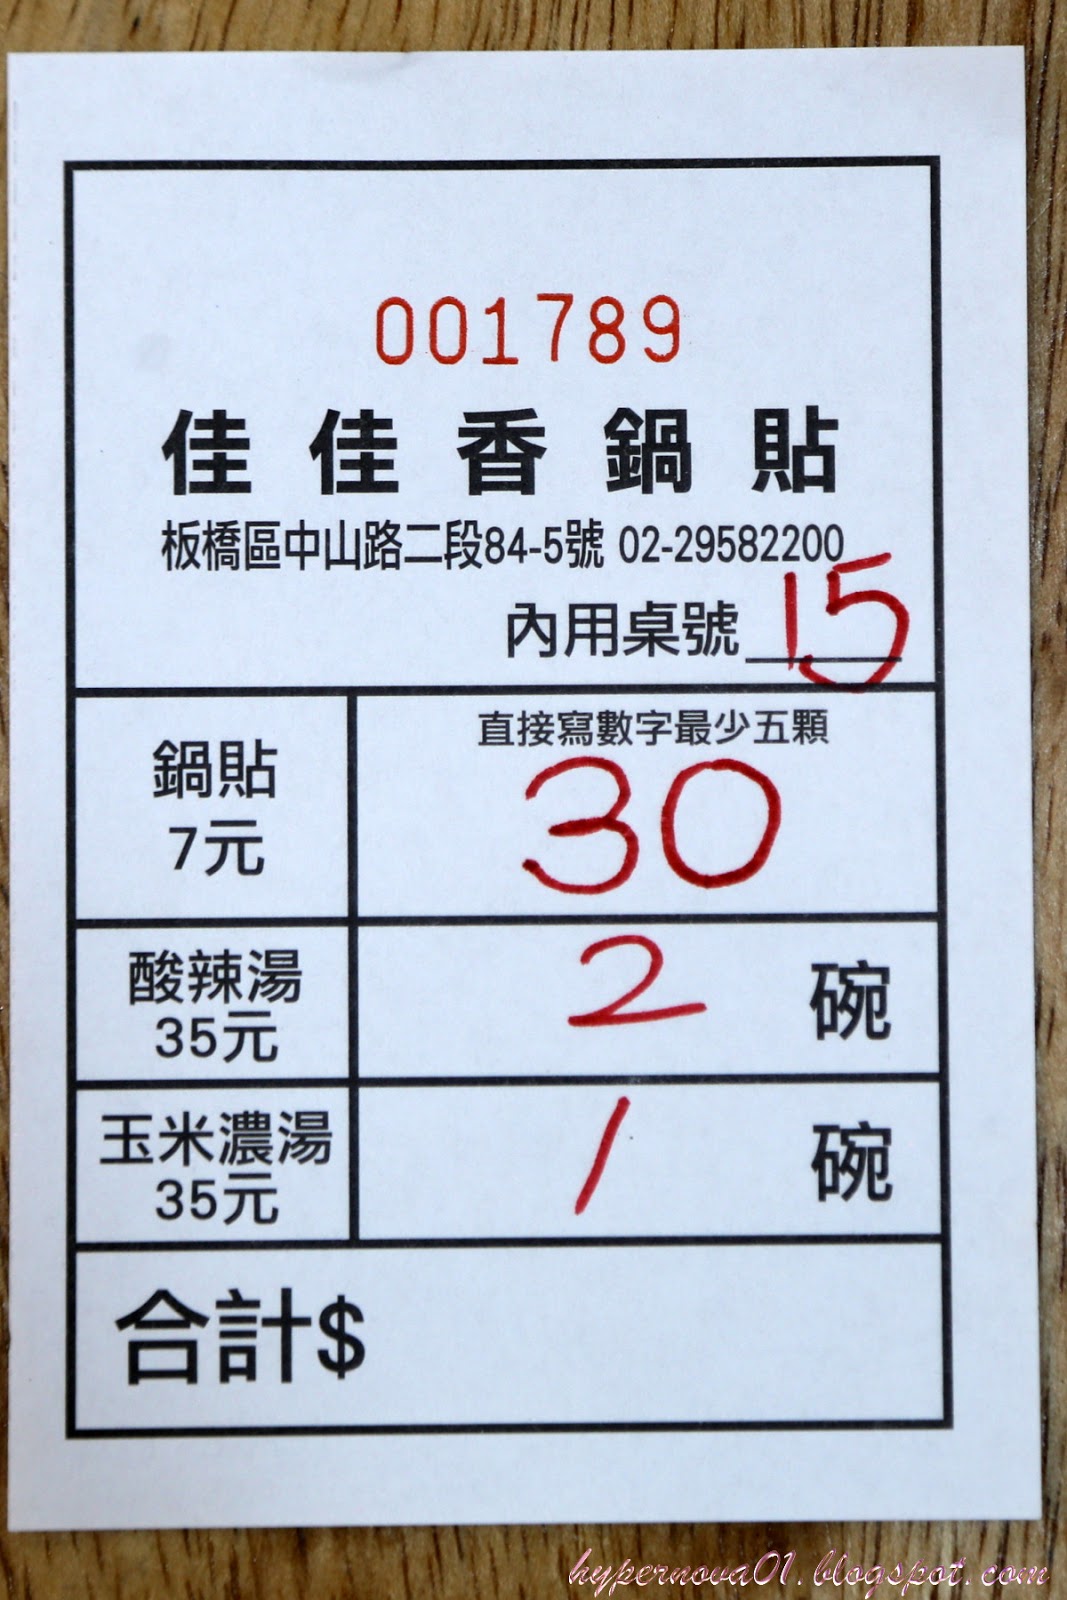 001789
佳佳香鍋貼
板橋區中山路二段84-5號 02-29582200
內用桌號 15
直接寫數字最少五顆
鍋貼
7元
30
酸辣湯
35元
2 碗
玉米濃湯
35元
1 碗
合計$
hypernova01.blogspot.com